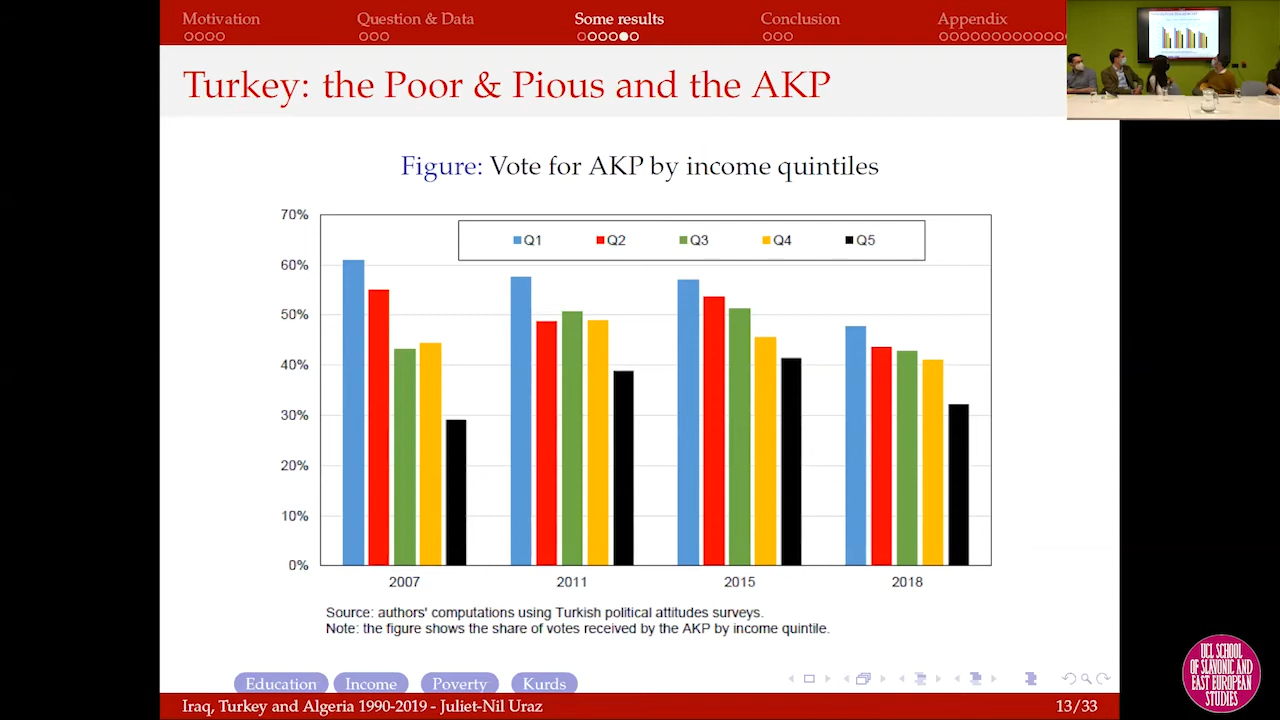 Motivation
Question & Data
Some results
Conclusion
Appendix
Turkey: the Poor & Pious and the AKP
Figure: Vote for AKP by income quintiles
70%
60%
50%
40%
30%
20%
10%
0%
Q1
Q2
Q3
Q4
Q5
2007
2011
2015
2018
Source: authors' computations using Turkish political attitudes surveys.
Note: the figure shows the share of votes received by the AKP by income quintile.
Education
Income
Poverty
Kurds
Iraq, Turkey and Algeria 1990-2019 - Juliet-Nil Uraz
13/33
UCL SCHOOL
OF SLAVONIC AND
EAST EUROPEAN
STUDIES